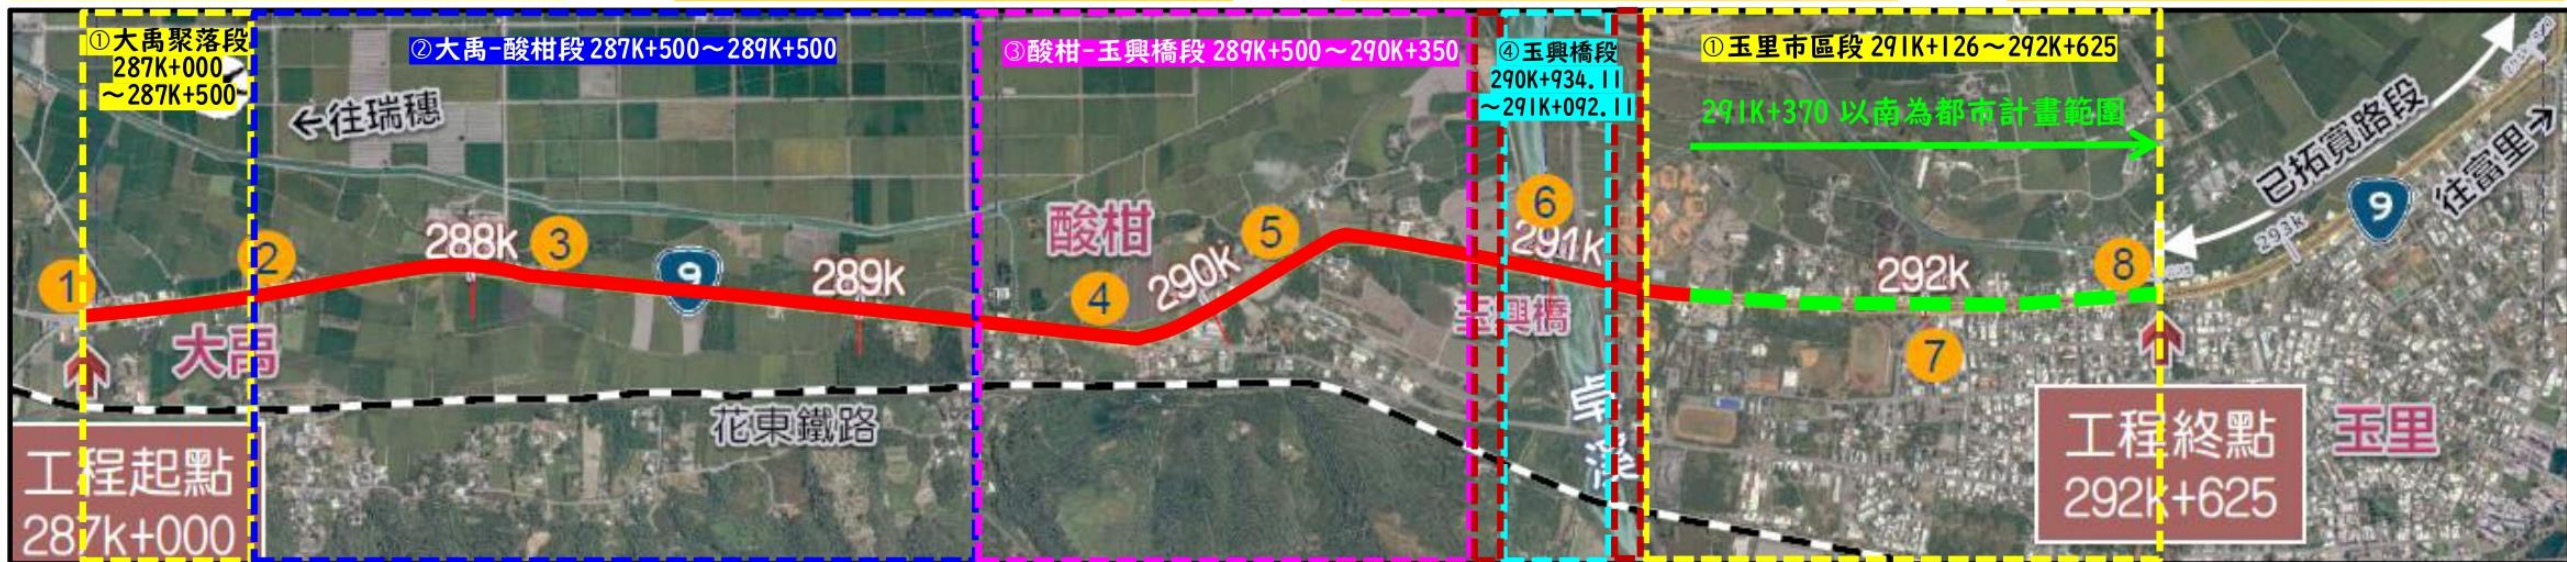 ①大禹聚落段
287K+000
～287K+500
②大禹-酸柑段 287K+500～289K+500
③酸柑-玉興橋段 289K+500～290K+350
④玉興橋段
290K+934.11
～291K+092.11
①玉里市區段 291K+126～292K+625
←往瑞穗
291K+370 以南為都市計畫範圍
已拓寬路段
往富里→
9
293k
酸柑
1
2
288k
3
9
289k
4
290k
5
6
291k
292k
7
8
大禹
玉興橋
花東鐵路
卓溪
工程起點
287k+000
工程終點
292k+625
玉里